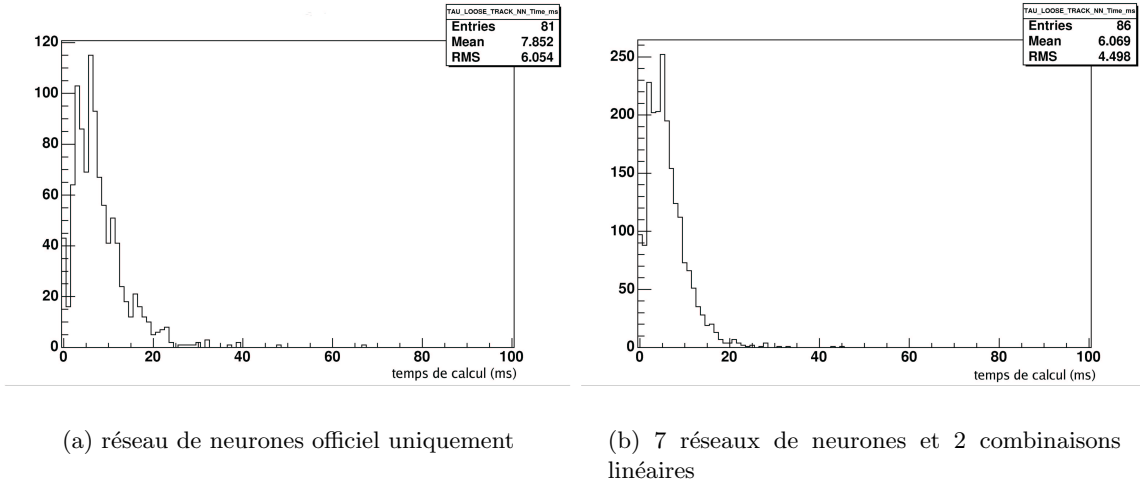 TAU_LOOSE_TRACK_NN_Time_ms
Entries 81
Mean 7.852
RMS 6.054
120
100
80
60
40
20
0
0 20 40 60 80 100
temps de calcul (ms)
(a) réseau de neurones officiel uniquement
TAU_LOOSE_TRACK_NN_Time_ms
Entries 86
Mean 6.069
RMS 4.498
250
200
150
100
50
0
0 20 40 60 80 100
temps de calcul (ms)
(b) 7 réseaux de neurones et 2 combinaisons
linéaires